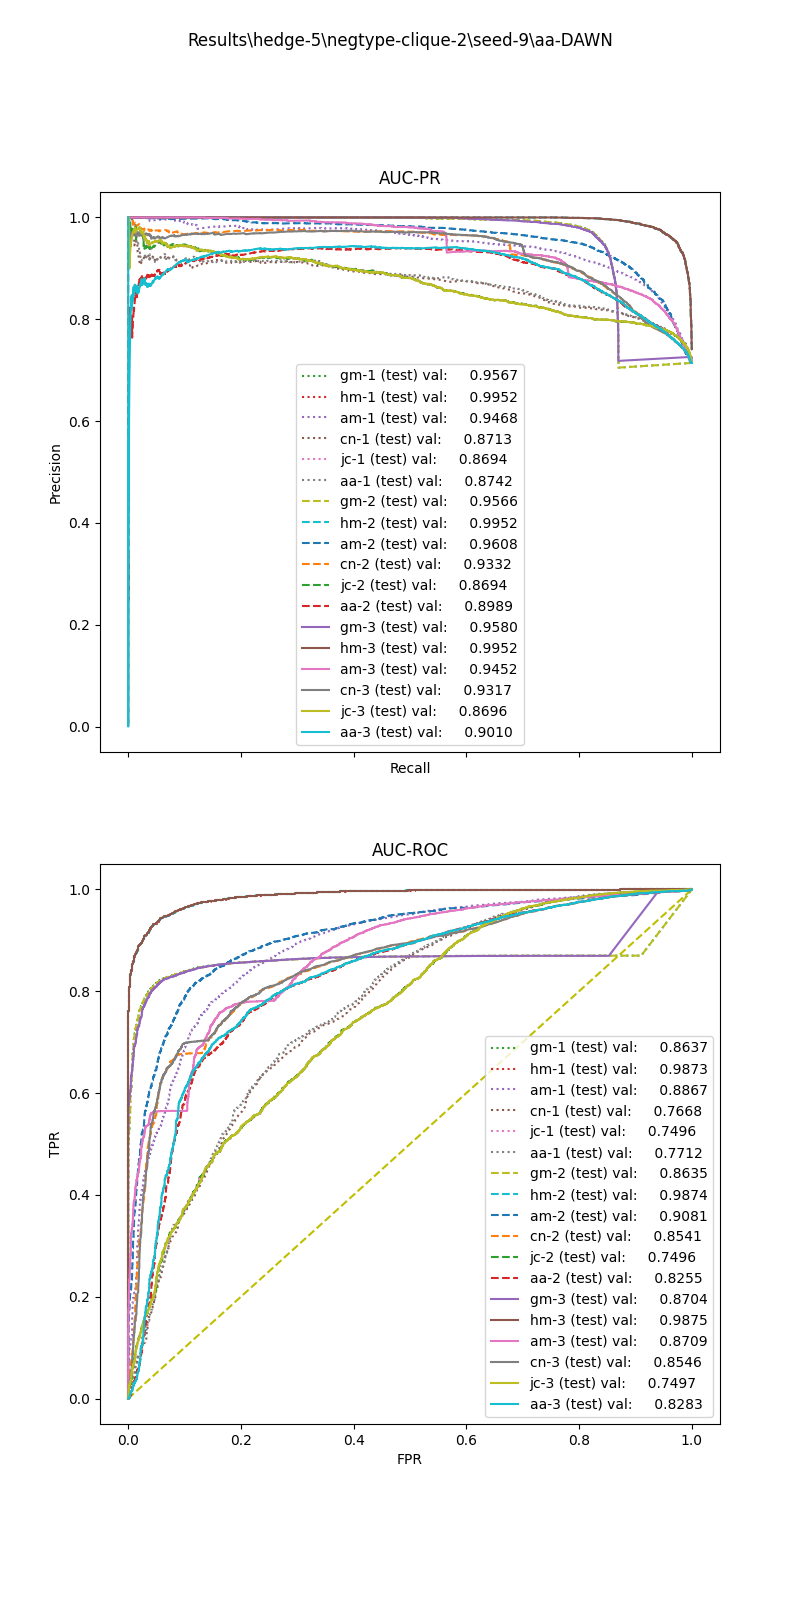 Results\hedge-5\negtype-clique-2\seed-9\aa-DAWN
AUC-PR
1.0
0.8
0.6
0.4
0.2
0.0
Precision
gm-1 (test) val: 0.9567
hm-1 (test) val: 0.9952
am-1 (test) val: 0.9468
cn-1 (test) val: 0.8713
jc-1 (test) val: 0.8694
aa-1 (test) val: 0.8742
gm-2 (test) val: 0.9566
hm-2 (test) val: 0.9952
am-2 (test) val: 0.9608
cn-2 (test) val: 0.9332
jc-2 (test) val: 0.8694
aa-2 (test) val: 0.8989
gm-3 (test) val: 0.9580
hm-3 (test) val: 0.9952
am-3 (test) val: 0.9452
cn-3 (test) val: 0.9317
jc-3 (test) val: 0.8696
aa-3 (test) val: 0.9010
Recall
AUC-ROC
1.0
0.8
0.6
0.4
0.2
0.0
TPR
gm-1 (test) val: 0.8637
hm-1 (test) val: 0.9873
am-1 (test) val: 0.8867
cn-1 (test) val: 0.7668
jc-1 (test) val: 0.7496
aa-1 (test) val: 0.7712
gm-2 (test) val: 0.8635
hm-2 (test) val: 0.9874
am-2 (test) val: 0.9081
cn-2 (test) val: 0.8541
jc-2 (test) val: 0.7496
aa-2 (test) val: 0.8255
gm-3 (test) val: 0.8704
hm-3 (test) val: 0.9875
am-3 (test) val: 0.8709
cn-3 (test) val: 0.8546
jc-3 (test) val: 0.7497
aa-3 (test) val: 0.8283
0.0 0.2 0.4 0.6 0.8 1.0
FPR